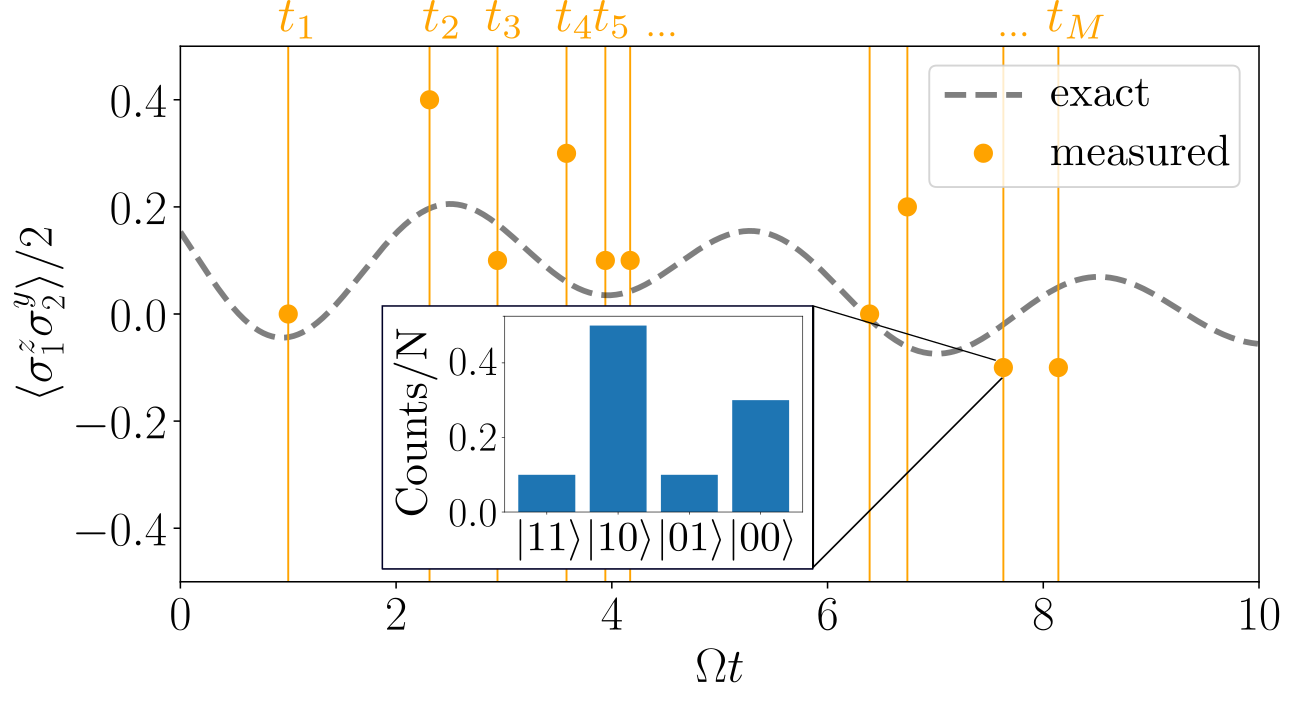 t₁ t₂ t₃ t₄ t₅ ... ... t_M
exact
measured
0.4
0.2
0.0
−0.2
−0.4
⟨σ₁ᶻσ₂ʸ⟩/2
Counts/N
0.4
0.2
0.0
|11⟩ |10⟩ |01⟩ |00⟩
0 2 4 6 8 10
Ωt